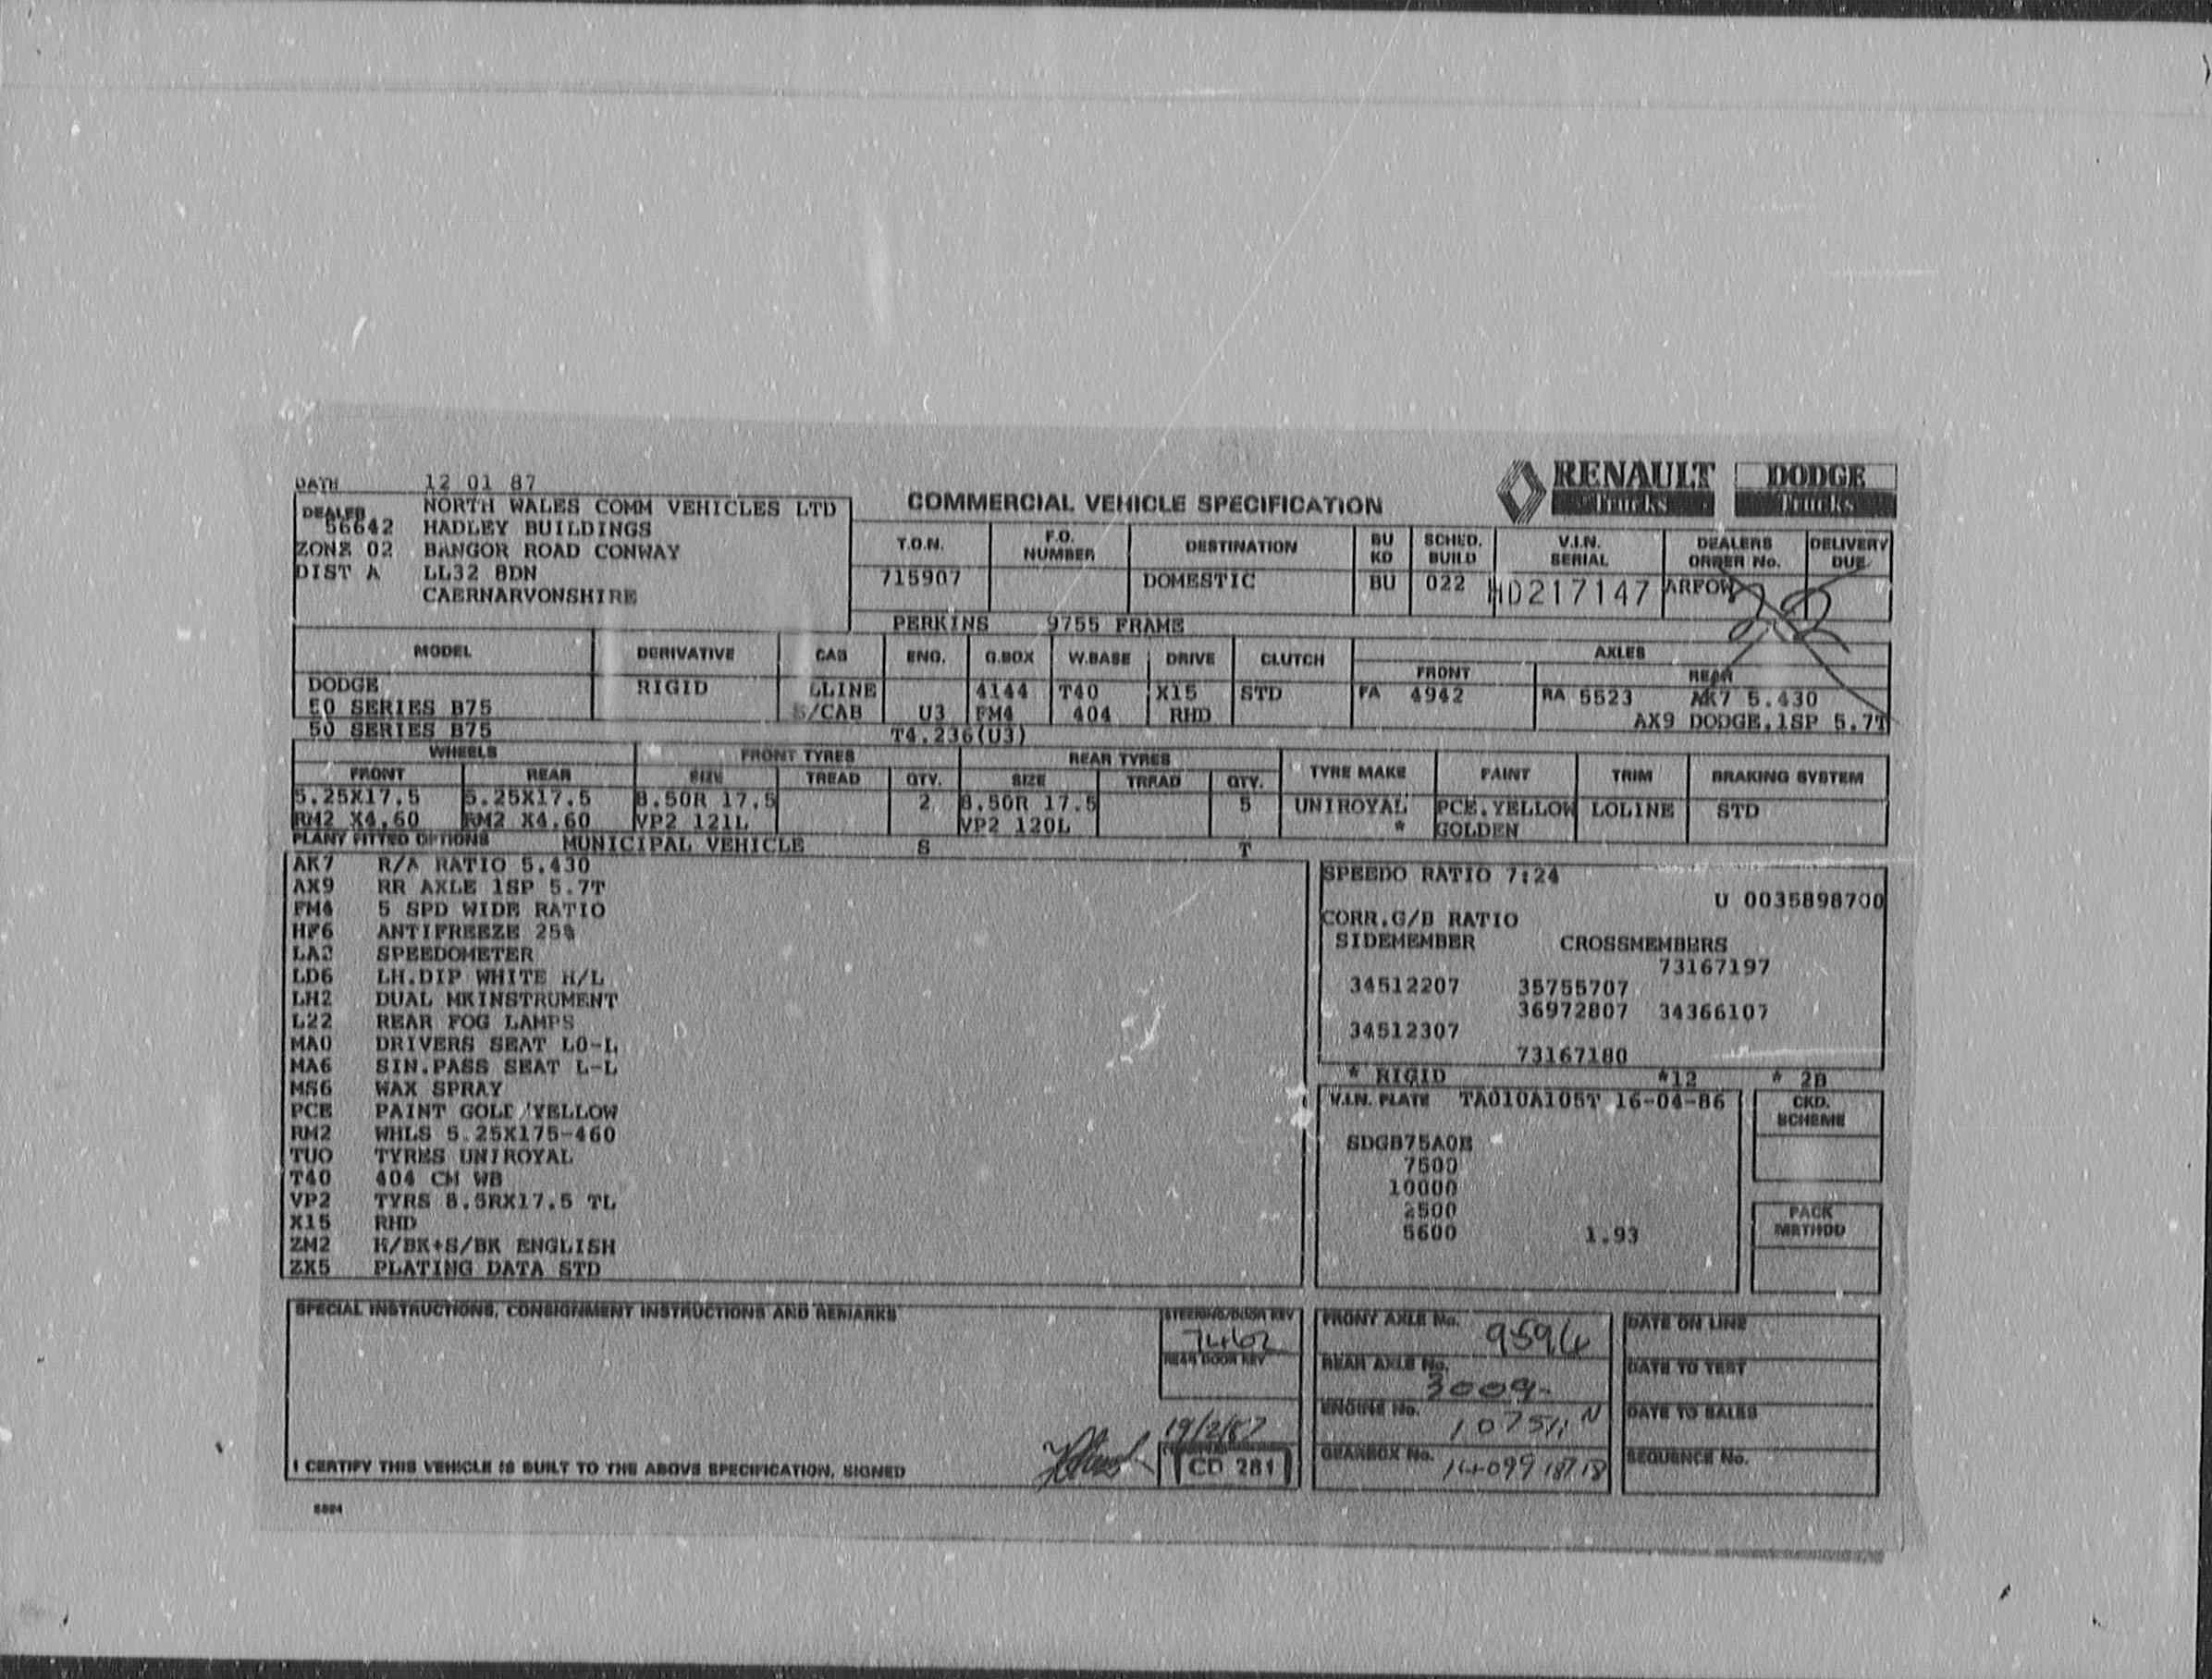 DATE 12 01 87
DEALER NORTH WALES COMM VEHICLES LTD
56642 HADLEY BUILDINGS
ZONE 02 BANGOR ROAD CONWAY
DIST A LL32 8DN
CAERNARVONSHIRE
COMMERCIAL VEHICLE SPECIFICATION
RENAULT Trucks
DODGE Trucks
T.O.N. F.O. NUMBER DESTINATION BU KD SCHED. BUILD V.I.N. SERIAL DEALERS ORDER No. DELIVERY DUE
715907 DOMESTIC BU 022 HD217147 ARFOW
PERKINS 9755 FRAME
MODEL DERIVATIVE CAB ENG. G.BOX W.BASE DRIVE CLUTCH AXLES
FRONT REAR
DODGE RIGID LLINE 4144 T40 X15 STD FA 4942 RA 5523 AK7 5.430
50 SERIES B75 S/CAB U3 FM4 404 RHD AX9 DODGE.1SP 5.7T
50 SERIES B75 T4.236(U3)
WHEELS FRONT TYRES REAR TYRES TYRE MAKE PAINT TRIM BRAKING SYSTEM
FRONT REAR SIZE TREAD QTY. SIZE TREAD QTY.
5.25X17.5 5.25X17.5 8.50R 17.5 2 8.50R 17.5 5 UNIROYAL PCE.YELLOW LOLINE STD
RM2 X4.60 RM2 X4.60 VP2 121L VP2 120L * GOLDEN
PLANT FITTED OPTIONS MUNICIPAL VEHICLE S T
AK7 R/A RATIO 5.430
AX9 RR AXLE 1SP 5.7T
FM4 5 SPD WIDE RATIO
HF6 ANTIFREEZE 25%
LA2 SPEEDOMETER
LD6 LH.DIP WHITE H/L
LH2 DUAL MKINSTRUMENT
L22 REAR FOG LAMPS
MA0 DRIVERS SEAT LO-L
MA6 SIN.PASS SEAT L-L
MS6 WAX SPRAY
PCE PAINT GOLD/YELLOW
RM2 WHLS 5.25X175-460
TUO TYRES UNIROYAL
T40 404 CM WB
VP2 TYRS 8.5RX17.5 TL
X15 RHD
ZM2 H/BK+S/BK ENGLISH
ZX5 PLATING DATA STD
SPEEDO RATIO 7:24
U 0035898700
CORR.G/B RATIO
SIDEMEMBER CROSSMEMBERS
73167197
34512207 35755707
36972807 34366107
34512307
73167180
* RIGID *12 * 2B
V.I.N. PLATE TA010A105T 16-04-86
CKD. SCHEME
SDGB75A0E
7500
10000
2500
5600 1.93
PACK METHOD
SPECIAL INSTRUCTIONS, CONSIGNMENT INSTRUCTIONS AND REMARKS
STEERING/DOOR KEY
7462
REAR DOOR KEY
19/2/87
CD 281
I CERTIFY THIS VEHICLE IS BUILT TO THE ABOVE SPECIFICATION, SIGNED
FRONT AXLE No. 9594
REAR AXLE No. 3009
ENGINE No. 107511 N
GEARBOX No.
DATE ON LINE
DATE TO TEST
DATE TO SALES
SEQUENCE No.